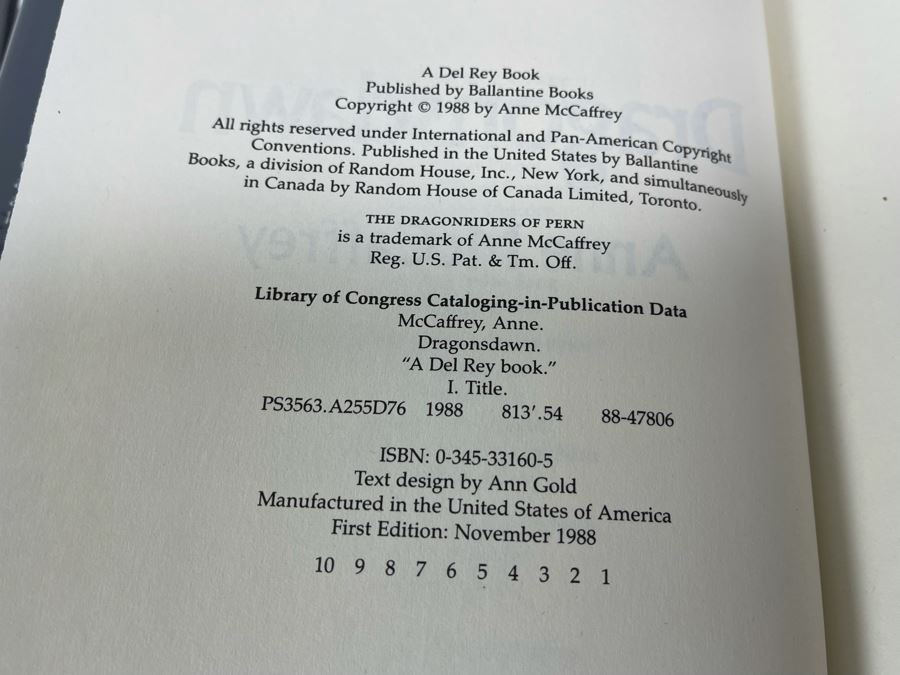 A Del Rey Book
Published by Ballantine Books
Copyright © 1988 by Anne McCaffrey
All rights reserved under International and Pan-American Copyright
Conventions. Published in the United States by Ballantine
Books, a division of Random House, Inc., New York, and simultaneously
in Canada by Random House of Canada Limited, Toronto.
THE DRAGONRIDERS OF PERN
is a trademark of Anne McCaffrey
Reg. U.S. Pat. & Tm. Off.
Library of Congress Cataloging-in-Publication Data
McCaffrey, Anne.
Dragonsdawn.
“A Del Rey book.”
I. Title.
PS3563.A255D76 1988 813'.54 88-47806
ISBN: 0-345-33160-5
Text design by Ann Gold
Manufactured in the United States of America
First Edition: November 1988
10 9 8 7 6 5 4 3 2 1